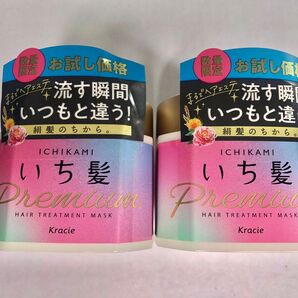 数量
限定
お試し価格
まるでヘアエステ
流す瞬間
いつもと違う!
絹髪のちから。
ICHIKAMI
いち髪
Premium
HAIR TREATMENT MASK
Kracie
数量
限定
お試し価格
まるでヘアエステ
流す瞬間
いつもと違う!
絹髪のちから。
ICHIKAMI
いち髪
Premium
HAIR TREATMENT MASK
Kracie